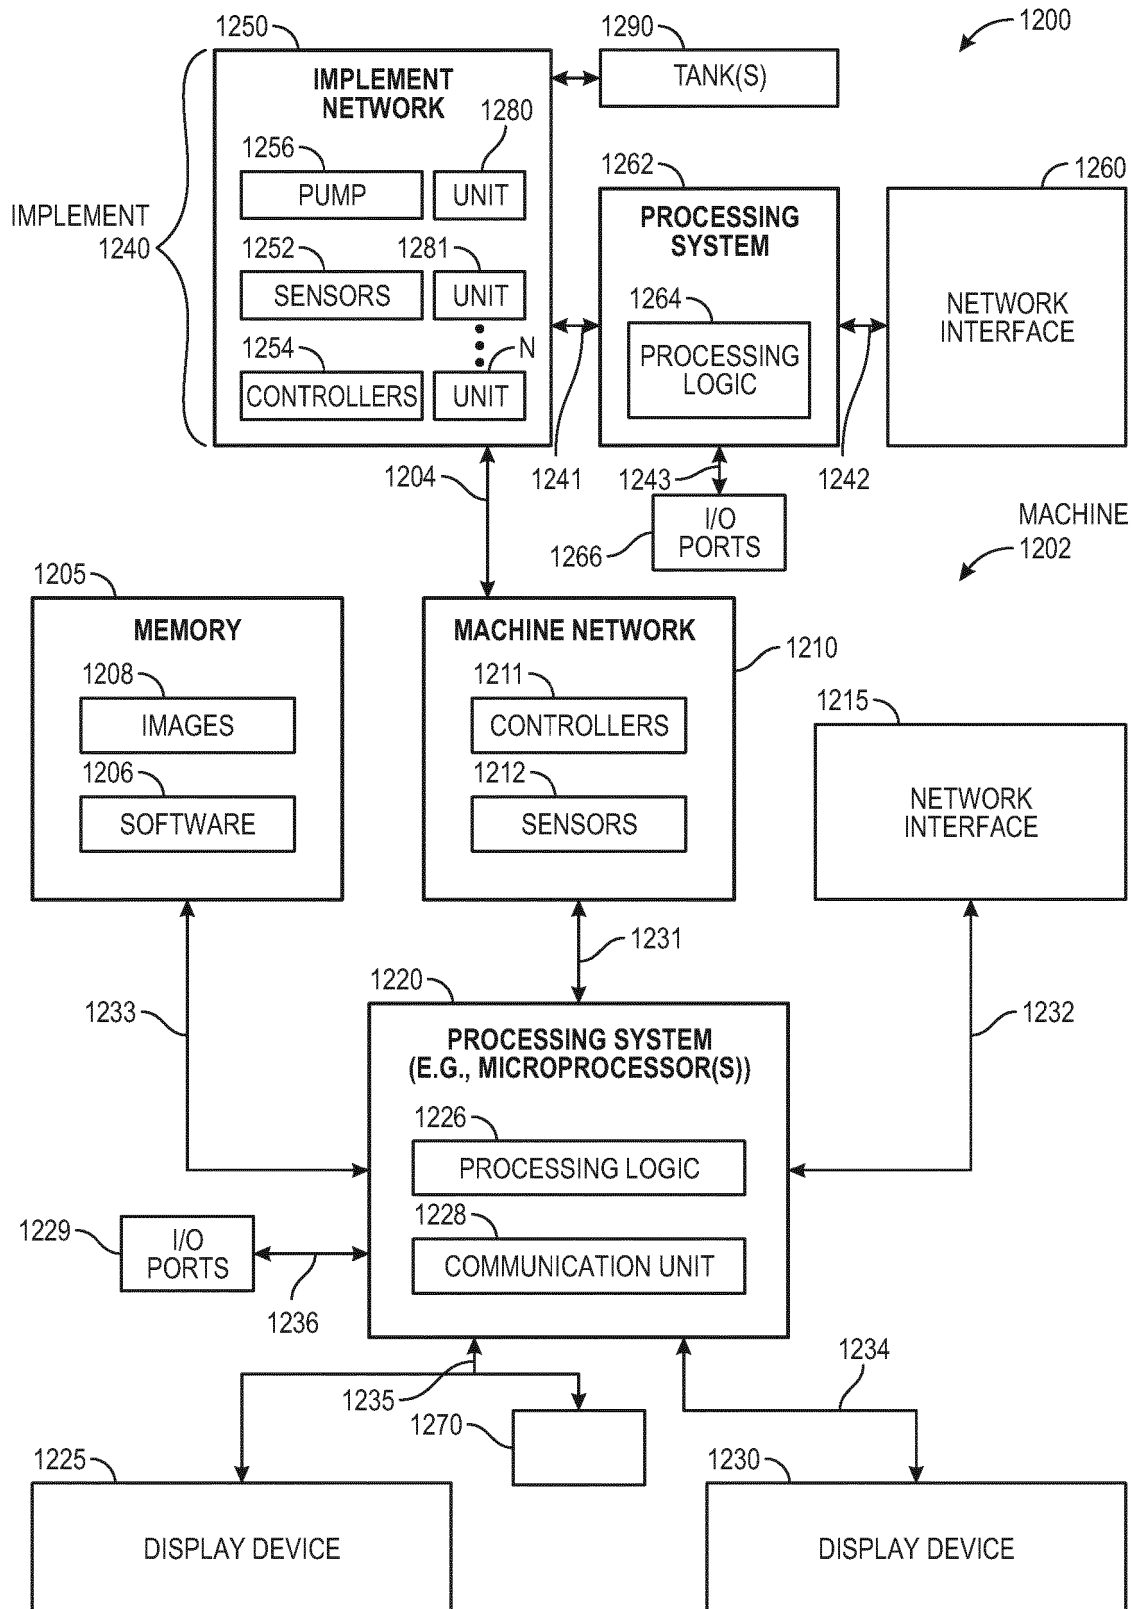 1200
1250
1290
IMPLEMENT
NETWORK
TANK(S)
1280
1256
PUMP
UNIT
1262
1260
IMPLEMENT
1240
PROCESSING
SYSTEM
1252
1281
SENSORS
UNIT
1264
PROCESSING
LOGIC
NETWORK
INTERFACE
1254
N
CONTROLLERS
UNIT
1204
1241
1243
1242
I/O
PORTS
1266
MACHINE
1202
1205
MEMORY
MACHINE NETWORK
1210
1208
IMAGES
1211
CONTROLLERS
1215
1206
SOFTWARE
1212
SENSORS
NETWORK
INTERFACE
1231
1220
1233
1232
PROCESSING SYSTEM
(E.G., MICROPROCESSOR(S))
1226
PROCESSING LOGIC
1229
I/O
PORTS
1228
COMMUNICATION UNIT
1236
1235
1234
1270
1225
1230
DISPLAY DEVICE
DISPLAY DEVICE